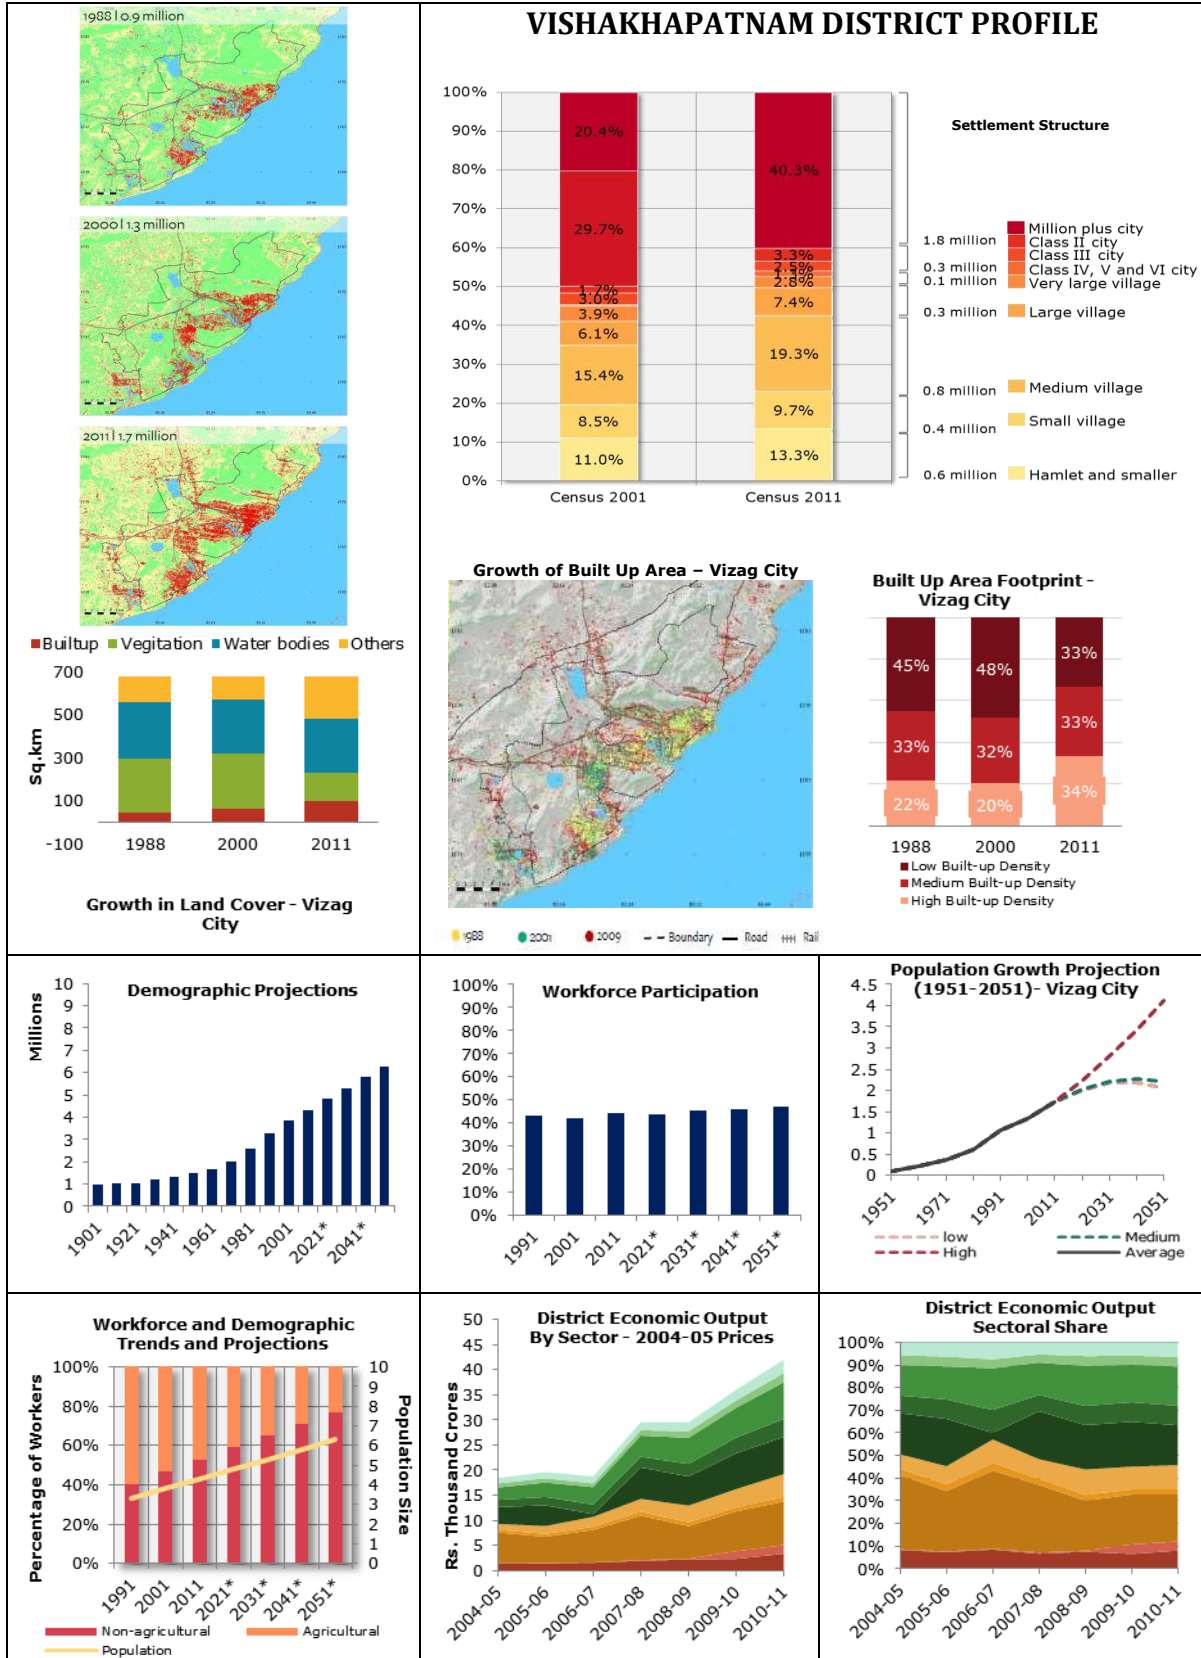 VISHAKHAPATNAM DISTRICT PROFILE
1988 | 0.9 million
2000 | 1.3 million
2011 | 1.7 million
Builtup Vegitation Water bodies Others
Sq.km
700
500
300
100
-100
1988 2000 2011
Growth in Land Cover - Vizag
City
100%
90%
80%
70%
60%
50%
40%
30%
20%
10%
0%
20.4%
29.7%
1.7%
3.0%
3.9%
6.1%
15.4%
8.5%
11.0%
40.3%
3.3%
2.5%
1.3%
2.8%
7.4%
19.3%
9.7%
13.3%
Census 2001 Census 2011
Settlement Structure
1.8 million
0.3 million
0.1 million
0.3 million
0.8 million
0.4 million
0.6 million
Million plus city
Class II city
Class III city
Class IV, V and VI city
Very large village
Large village
Medium village
Small village
Hamlet and smaller
Growth of Built Up Area – Vizag City
1988 2001 2009 Boundary Road Rail
Built Up Area Footprint -
Vizag City
45% 48% 33%
33% 32% 33%
22% 20% 34%
1988 2000 2011
Low Built-up Density
Medium Built-up Density
High Built-up Density
Demographic Projections
Millions
10
9
8
7
6
5
4
3
2
1
0
1901 1921 1941 1961 1981 2001 2021* 2041*
Workforce Participation
100%
90%
80%
70%
60%
50%
40%
30%
20%
10%
0%
1991 2001 2011 2021* 2031* 2041* 2051*
Population Growth Projection
(1951-2051)- Vizag City
4.5
4
3.5
3
2.5
2
1.5
1
0.5
0
1951 1971 1991 2011 2031 2051
low Medium
High Average
Workforce and Demographic
Trends and Projections
Percentage of Workers
100%
80%
60%
40%
20%
0%
10
9
8
7
6
5
4
3
2
1
0
Population Size
1991 2001 2011 2021* 2031* 2041* 2051*
Non-agricultural Agricultural
Population
District Economic Output
By Sector - 2004-05 Prices
Rs. Thousand Crores
50
45
40
35
30
25
20
15
10
5
0
2004-05 2005-06 2006-07 2007-08 2008-09 2009-10 2010-11
District Economic Output
Sectoral Share
100%
90%
80%
70%
60%
50%
40%
30%
20%
10%
0%
2004-05 2005-06 2006-07 2007-08 2008-09 2009-10 2010-11